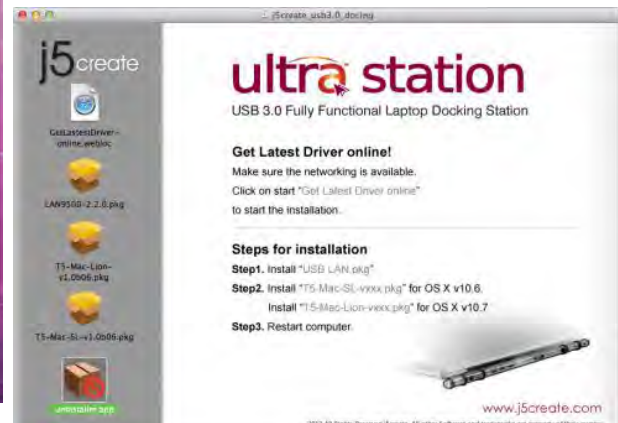 j5create_usb3.0_docing
j5create
GetLastestDriver-
online.webloc
LAN9500-2.2.0.pkg
T5-Mac-Lion-
v1.0b06.pkg
T5-Mac-SL-v1.0b06.pkg
uninstaller.app
ultra station
USB 3.0 Fully Functional Laptop Docking Station
Get Latest Driver online!
Make sure the networking is available.
Click on start "Get Latest Driver online"
to start the installation.
Steps for installation
Step1. Install "USB LAN.pkg"
Step2. Install "T5-Mac-SL-vxxx.pkg" for OS X v10.6.
Install "T5-Mac-Lion-vxxx.pkg" for OS X v10.7
Step3. Restart computer.
www.j5create.com